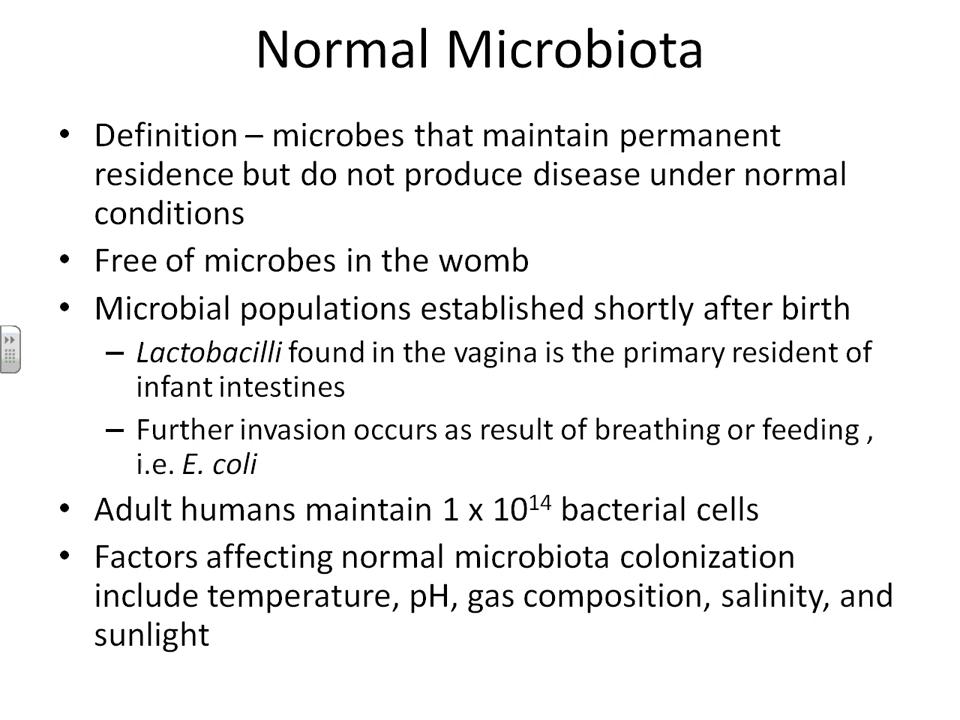 Normal Microbiota
• Definition – microbes that maintain permanent
residence but do not produce disease under normal
conditions
• Free of microbes in the womb
• Microbial populations established shortly after birth
– Lactobacilli found in the vagina is the primary resident of
infant intestines
– Further invasion occurs as result of breathing or feeding ,
i.e. E. coli
• Adult humans maintain 1 x 10¹⁴ bacterial cells
• Factors affecting normal microbiota colonization
include temperature, pH, gas composition, salinity, and
sunlight